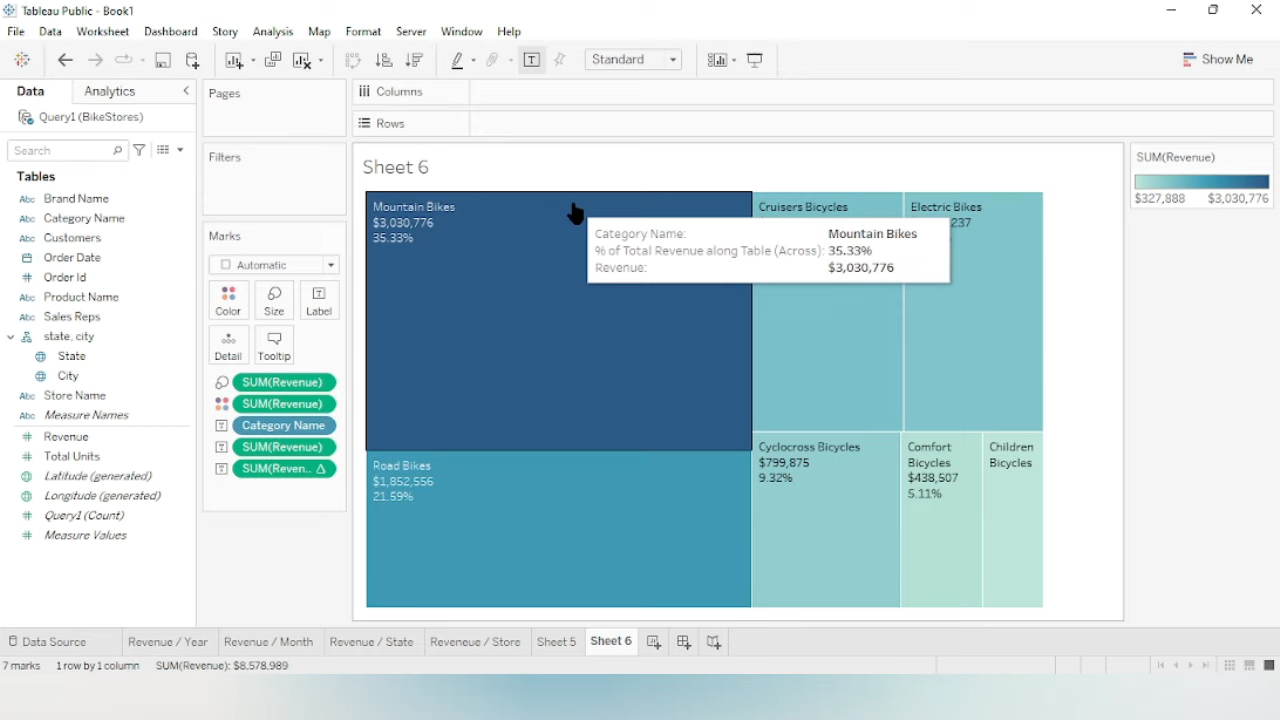 Tableau Public - Book1
File Data Worksheet Dashboard Story Analysis Map Format Server Window Help
Standard
Show Me
Data Analytics
Query1 (BikeStores)
Search
Tables
Abc Brand Name
Abc Category Name
Abc Customers
Order Date
# Order Id
Abc Product Name
Abc Sales Reps
state, city
State
City
Abc Store Name
Abc Measure Names
# Revenue
# Total Units
Latitude (generated)
Longitude (generated)
# Query1 (Count)
# Measure Values
Pages
Filters
Marks
Automatic
Color Size Label
Detail Tooltip
SUM(Revenue)
SUM(Revenue)
Category Name
SUM(Revenue)
SUM(Reven.. △
Columns
Rows
Sheet 6
Mountain Bikes
$3,030,776
35.33%
Cruisers Bicycles
Electric Bikes
237
Category Name: Mountain Bikes
% of Total Revenue along Table (Across): 35.33%
Revenue: $3,030,776
Road Bikes
$1,852,556
21.59%
Cyclocross Bicycles
$799,875
9.32%
Comfort
Bicycles
$438,507
5.11%
Children
Bicycles
SUM(Revenue)
$327,888 $3,030,776
Data Source Revenue / Year Revenue / Month Revenue / State Reveneue / Store Sheet 5 Sheet 6
7 marks 1 row by 1 column SUM(Revenue): $8,578,989